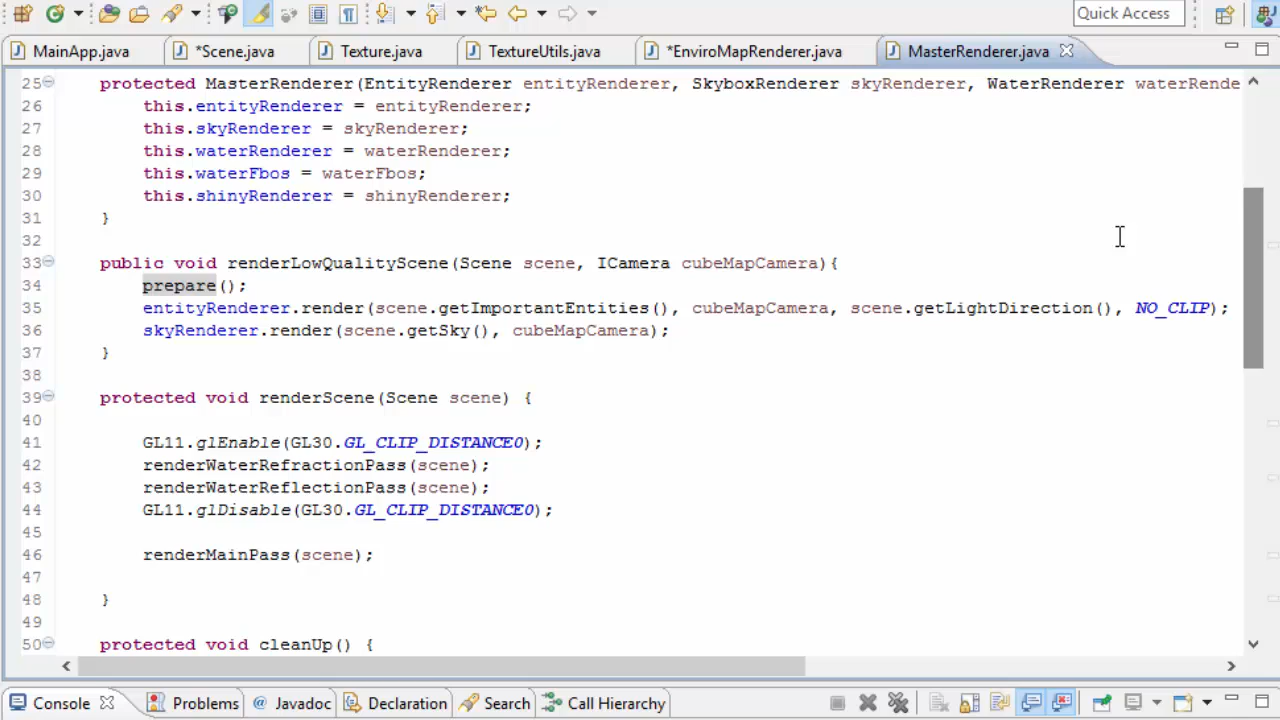 Quick Access
MainApp.java
*Scene.java
Texture.java
TextureUtils.java
*EnviroMapRenderer.java
MasterRenderer.java
25 protected MasterRenderer(EntityRenderer entityRenderer, SkyboxRenderer skyRenderer, WaterRenderer waterRende
26 this.entityRenderer = entityRenderer;
27 this.skyRenderer = skyRenderer;
28 this.waterRenderer = waterRenderer;
29 this.waterFbos = waterFbos;
30 this.shinyRenderer = shinyRenderer;
31 }
32
33 public void renderLowQualityScene(Scene scene, ICamera cubeMapCamera){
34 prepare();
35 entityRenderer.render(scene.getImportantEntities(), cubeMapCamera, scene.getLightDirection(), NO_CLIP);
36 skyRenderer.render(scene.getSky(), cubeMapCamera);
37 }
38
39 protected void renderScene(Scene scene) {
40
41 GL11.glEnable(GL30.GL_CLIP_DISTANCE0);
42 renderWaterRefractionPass(scene);
43 renderWaterReflectionPass(scene);
44 GL11.glDisable(GL30.GL_CLIP_DISTANCE0);
45
46 renderMainPass(scene);
47
48 }
49
50 protected void cleanUp() {
Console
Problems
@ Javadoc
Declaration
Search
Call Hierarchy